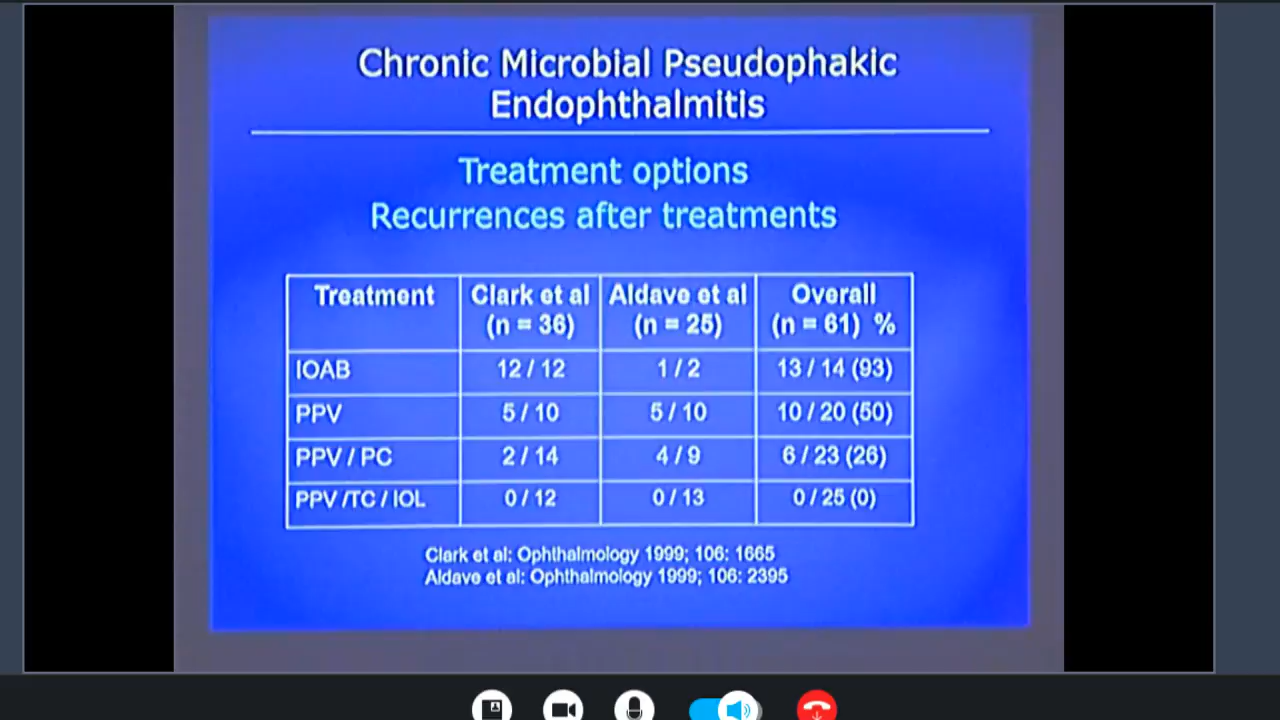 Chronic Microbial Pseudophakic
Endophthalmitis
Treatment options
Recurrences after treatments
Treatment Clark et al Aldave et al Overall
(n = 36) (n = 25) (n = 61) %
IOAB 12 / 12 1 / 2 13 / 14 (93)
PPV 5 / 10 5 / 10 10 / 20 (50)
PPV / PC 2 / 14 4 / 9 6 / 23 (26)
PPV /TC / IOL 0 / 12 0 / 13 0 / 25 (0)
Clark et al: Ophthalmology 1999; 106: 1665
Aldave et al: Ophthalmology 1999; 106: 2395